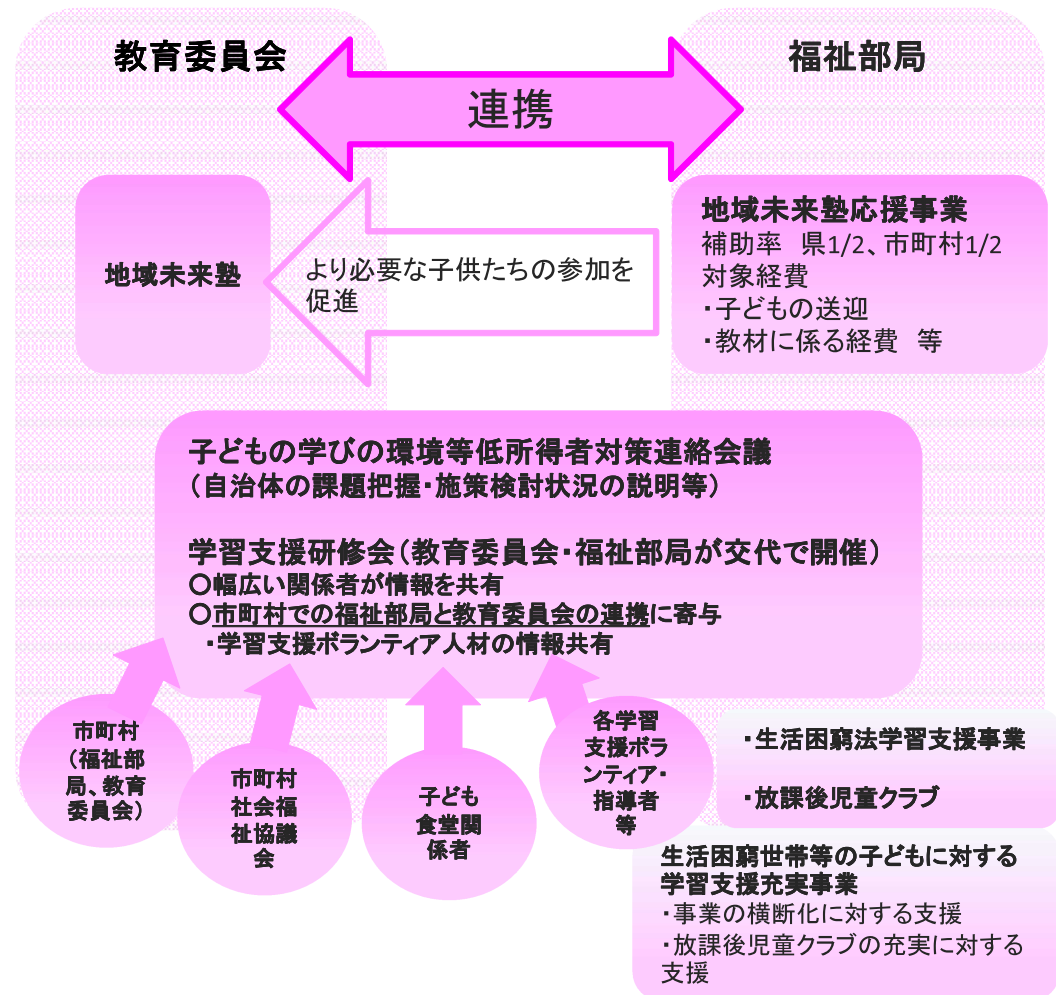 教育委員会
福祉部局
連携
地域未来塾
より必要な子供たちの参加を
促進
地域未来塾応援事業
補助率　県1/2、市町村1/2
対象経費
・子どもの送迎
・教材に係る経費　等
子どもの学びの環境等低所得者対策連絡会議
（自治体の課題把握・施策検討状況の説明等）
学習支援研修会（教育委員会・福祉部局が交代で開催）
○幅広い関係者が情報を共有
○市町村での福祉部局と教育委員会の連携に寄与
・学習支援ボランティア人材の情報共有
市町村
（福祉部
局、教育
委員会）
市町村
社会福
祉協議
会
子ども
食堂関
係者
各学習
支援ボラ
ンティア・
指導者
等
・生活困窮法学習支援事業
・放課後児童クラブ
生活困窮世帯等の子どもに対する
学習支援充実事業
・事業の横断化に対する支援
・放課後児童クラブの充実に対する
支援